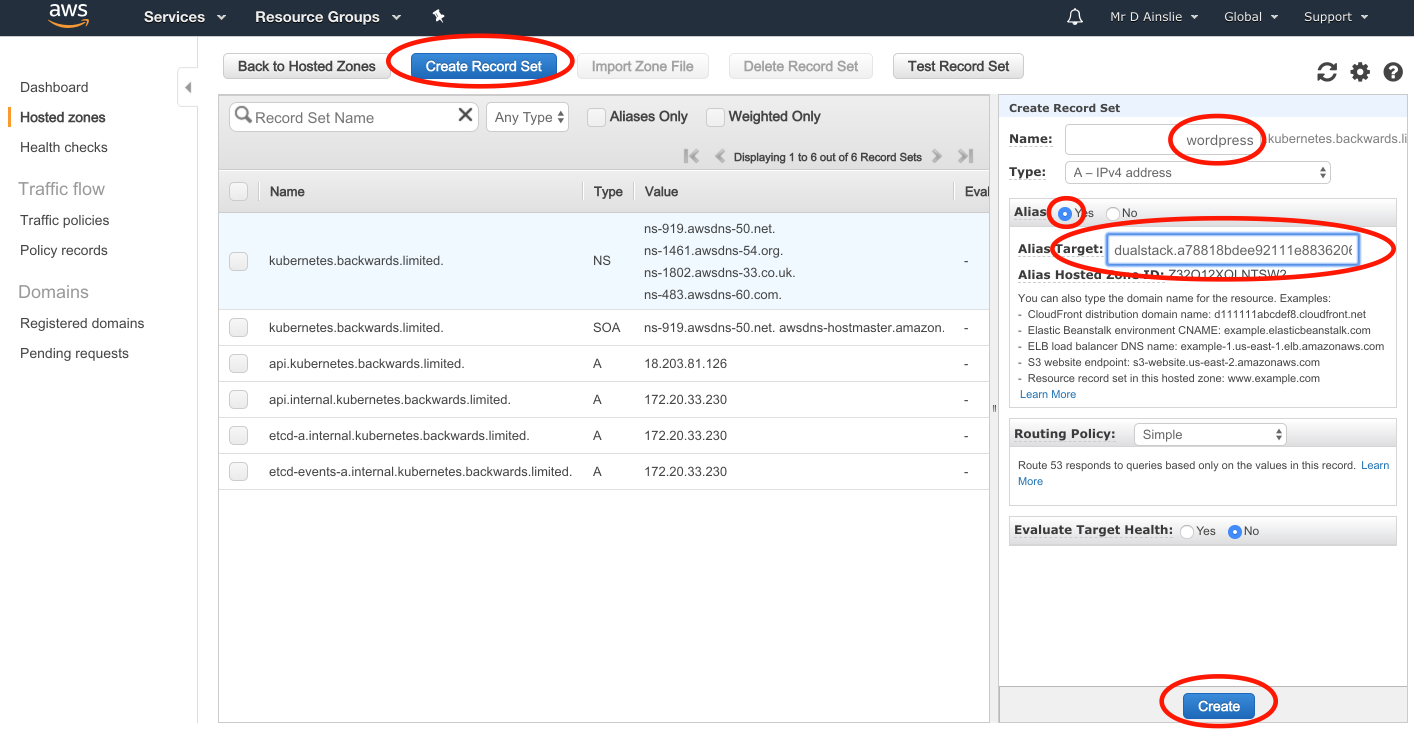 aws Services Resource Groups Mr D Ainslie Global Support
Dashboard
Hosted zones
Health checks
Traffic flow
Traffic policies
Policy records
Domains
Registered domains
Pending requests
Back to Hosted Zones Create Record Set Import Zone File Delete Record Set Test Record Set
Record Set Name Any Type Aliases Only Weighted Only
Displaying 1 to 6 out of 6 Record Sets
Name Type Value Eval
kubernetes.backwards.limited. NS ns-919.awsdns-50.net. -
ns-1461.awsdns-54.org.
ns-1802.awsdns-33.co.uk.
ns-483.awsdns-60.com.
kubernetes.backwards.limited. SOA ns-919.awsdns-50.net. awsdns-hostmaster.amazon. -
api.kubernetes.backwards.limited. A 18.203.81.126 -
api.internal.kubernetes.backwards.limited. A 172.20.33.230 -
etcd-a.internal.kubernetes.backwards.limited. A 172.20.33.230 -
etcd-events-a.internal.kubernetes.backwards.limited. A 172.20.33.230 -
Create Record Set
Name: wordpress .kubernetes.backwards.li
Type: A – IPv4 address
Alias: Yes No
Alias Target: dualstack.a78818bdee92111e8836206
Alias Hosted Zone ID:
You can also type the domain name for the resource. Examples:
- CloudFront distribution domain name: d111111abcdef8.cloudfront.net
- Elastic Beanstalk environment CNAME: example.elasticbeanstalk.com
- ELB load balancer DNS name: example-1.us-east-1.elb.amazonaws.com
- S3 website endpoint: s3-website.us-east-2.amazonaws.com
- Resource record set in this hosted zone: www.example.com
Learn More
Routing Policy: Simple
Route 53 responds to queries based only on the values in this record. Learn
More
Evaluate Target Health: Yes No
Create